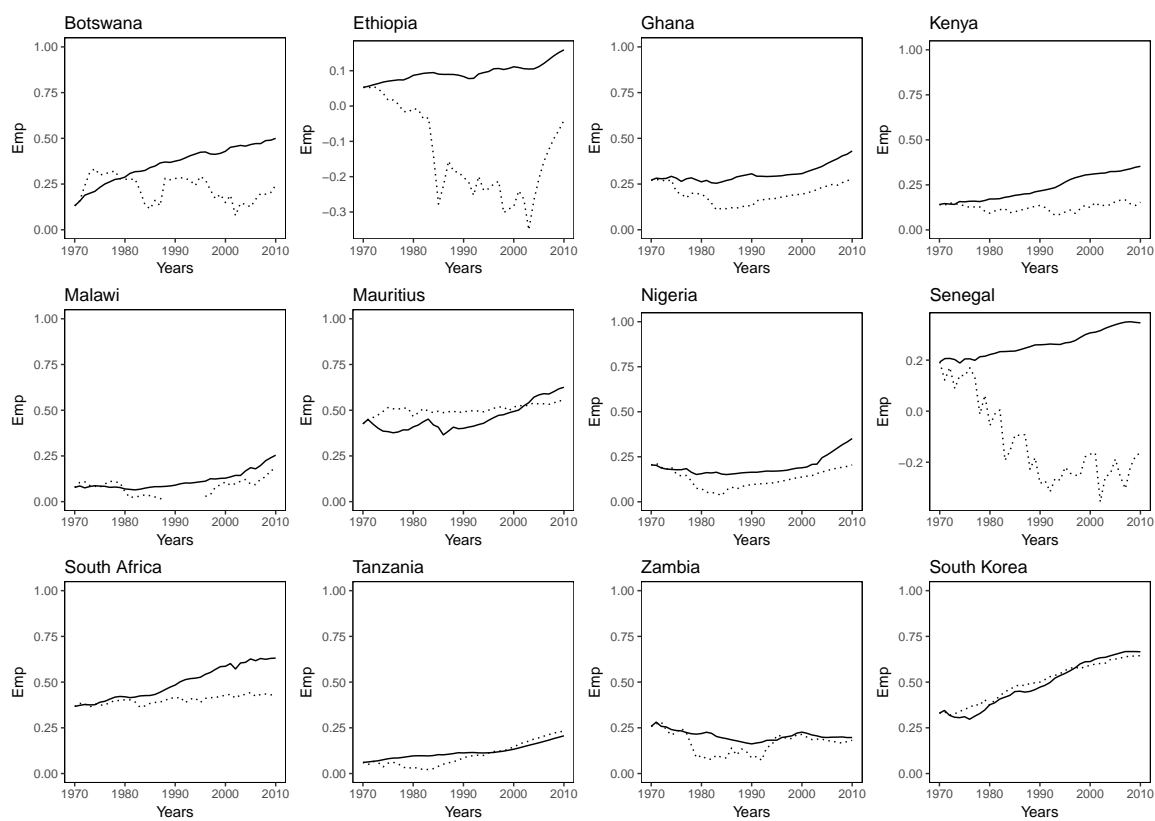 Botswana Ethiopia Ghana Kenya
1.00 0.1 1.00 1.00
0.75 0.0 0.75 0.75
0.50 −0.1 0.50 0.50
0.25 −0.2 0.25 0.25
0.00 −0.3 0.00 0.00
Emp Emp Emp Emp
1970 1980 1990 2000 2010 1970 1980 1990 2000 2010 1970 1980 1990 2000 2010 1970 1980 1990 2000 2010
Years Years Years Years
Malawi Mauritius Nigeria Senegal
1.00 1.00 1.00 0.2
0.75 0.75 0.75 0.0
0.50 0.50 0.50 −0.2
0.25 0.25 0.25
0.00 0.00 0.00
Emp Emp Emp Emp
1970 1980 1990 2000 2010 1970 1980 1990 2000 2010 1970 1980 1990 2000 2010 1970 1980 1990 2000 2010
Years Years Years Years
South Africa Tanzania Zambia South Korea
1.00 1.00 1.00 1.00
0.75 0.75 0.75 0.75
0.50 0.50 0.50 0.50
0.25 0.25 0.25 0.25
0.00 0.00 0.00 0.00
Emp Emp Emp Emp
1970 1980 1990 2000 2010 1970 1980 1990 2000 2010 1970 1980 1990 2000 2010 1970 1980 1990 2000 2010
Years Years Years Years